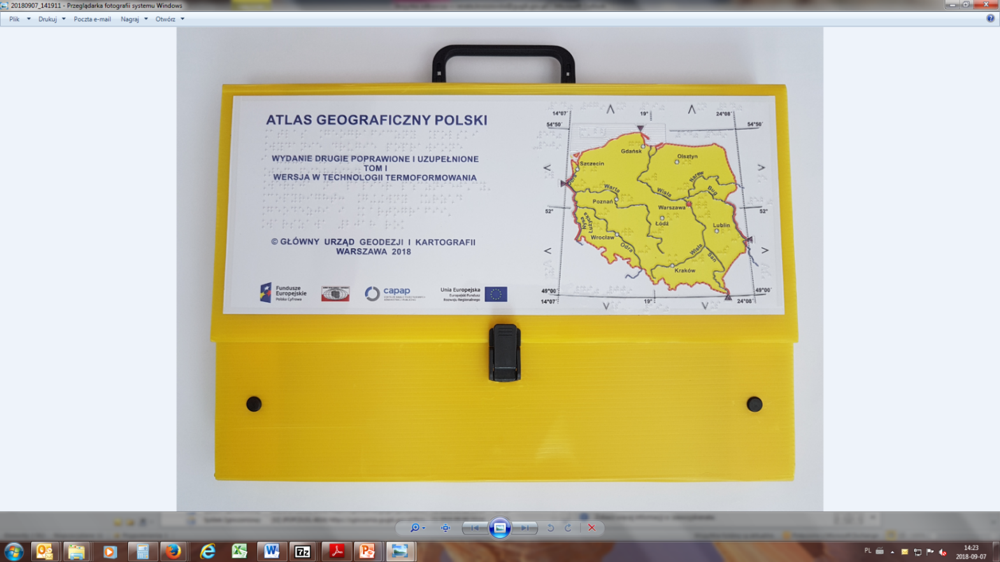 20180907_141911 - Przeglądarka fotografii systemu Windows
Plik Drukuj Poczta e-mail Nagraj Otwórz
ATLAS GEOGRAFICZNY POLSKI
WYDANIE DRUGIE POPRAWIONE I UZUPEŁNIONE
TOM I
WERSJA W TECHNOLOGII TERMOFORMOWANIA
© GŁÓWNY URZĄD GEODEZJI I KARTOGRAFII
WARSZAWA 2018
Fundusze
Europejskie
Polska Cyfrowa
capap
Unia Europejska
Europejski Fundusz
Rozwoju Regionalnego
14°07' 19° 24°08'
54°50' 54°50'
Gdańsk
Olsztyn
Szczecin
Odra
Narew
Warta
Wisła
Bug
Poznań
Warszawa
52° 52°
Nysa
Łużycka
Łódź
Lublin
Wrocław
Odra
Wisła
San
Kraków
49°00' 49°00'
14°07' 19° 24°08'
PL
14:23
2018-09-07